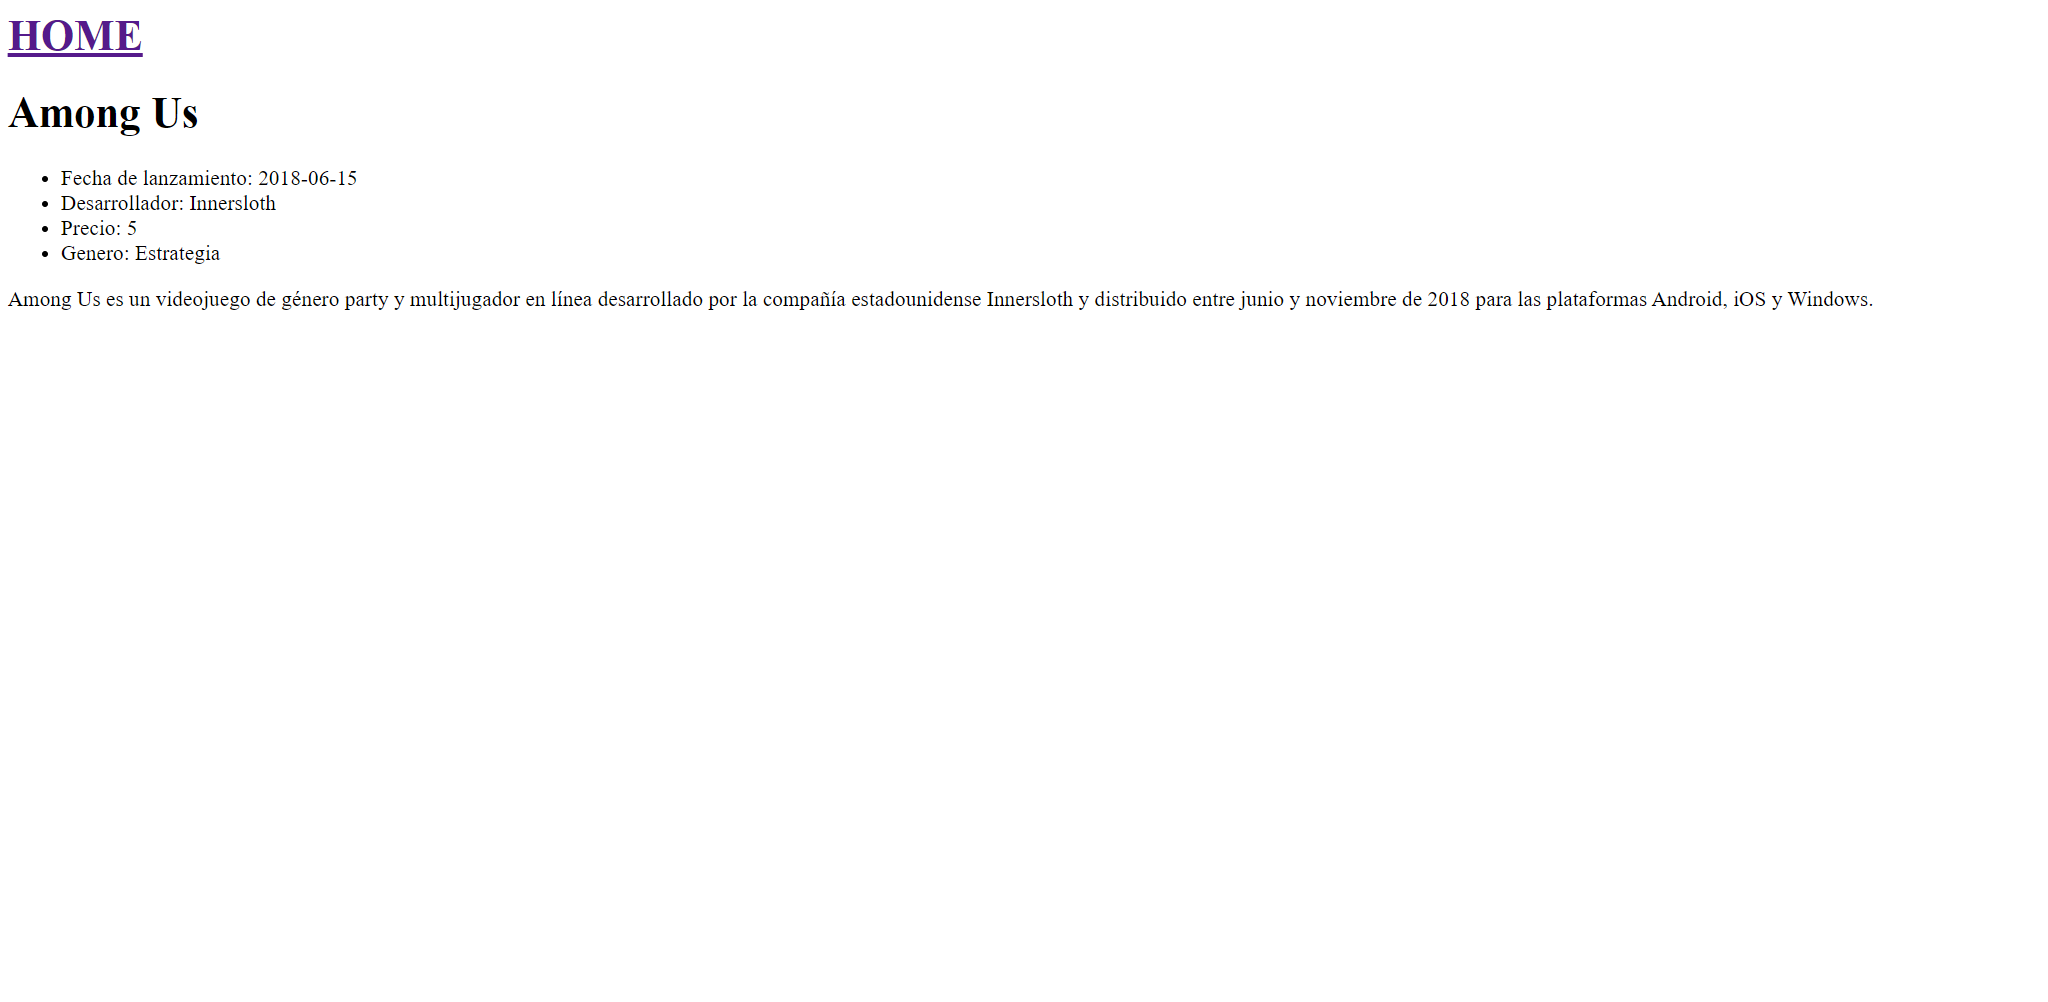 HOME
Among Us
Fecha de lanzamiento: 2018-06-15
Desarrollador: Innersloth
Precio: 5
Genero: Estrategia
Among Us es un videojuego de género party y multijugador en línea desarrollado por la compañía estadounidense Innersloth y distribuido entre junio y noviembre de 2018 para las plataformas Android, iOS y Windows.